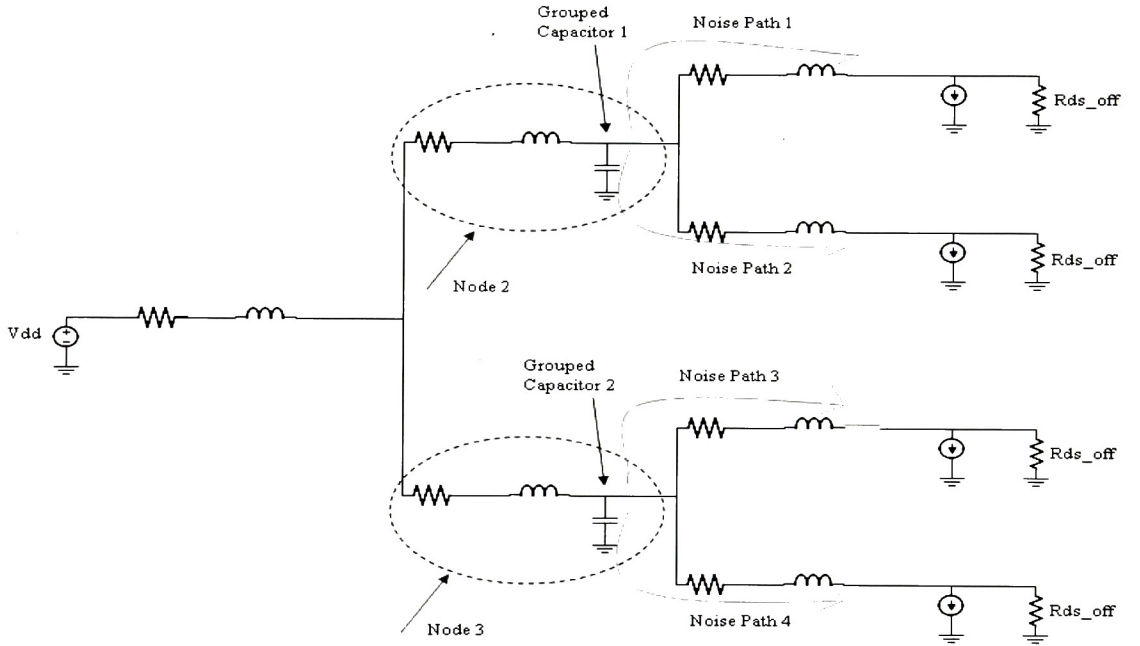 Grouped
Capacitor 1
Noise Path 1
Rds_off
Noise Path 2
Rds_off
Node 2
Vdd
Grouped
Capacitor 2
Noise Path 3
Rds_off
Node 3
Noise Path 4
Rds_off